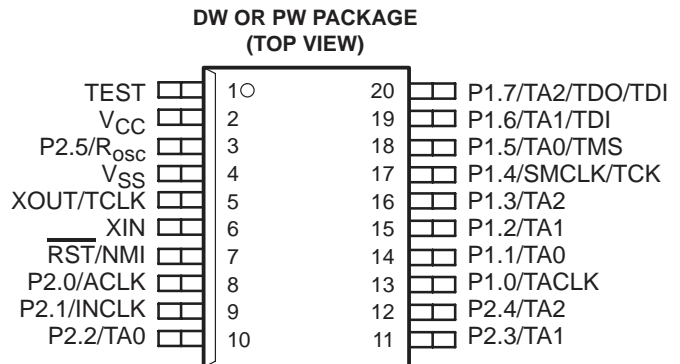 DW OR PW PACKAGE
(TOP VIEW)
TEST 1 20 P1.7/TA2/TDO/TDI
VCC 2 19 P1.6/TA1/TDI
P2.5/Rosc 3 18 P1.5/TA0/TMS
VSS 4 17 P1.4/SMCLK/TCK
XOUT/TCLK 5 16 P1.3/TA2
XIN 6 15 P1.2/TA1
RST/NMI 7 14 P1.1/TA0
P2.0/ACLK 8 13 P1.0/TACLK
P2.1/INCLK 9 12 P2.4/TA2
P2.2/TA0 10 11 P2.3/TA1